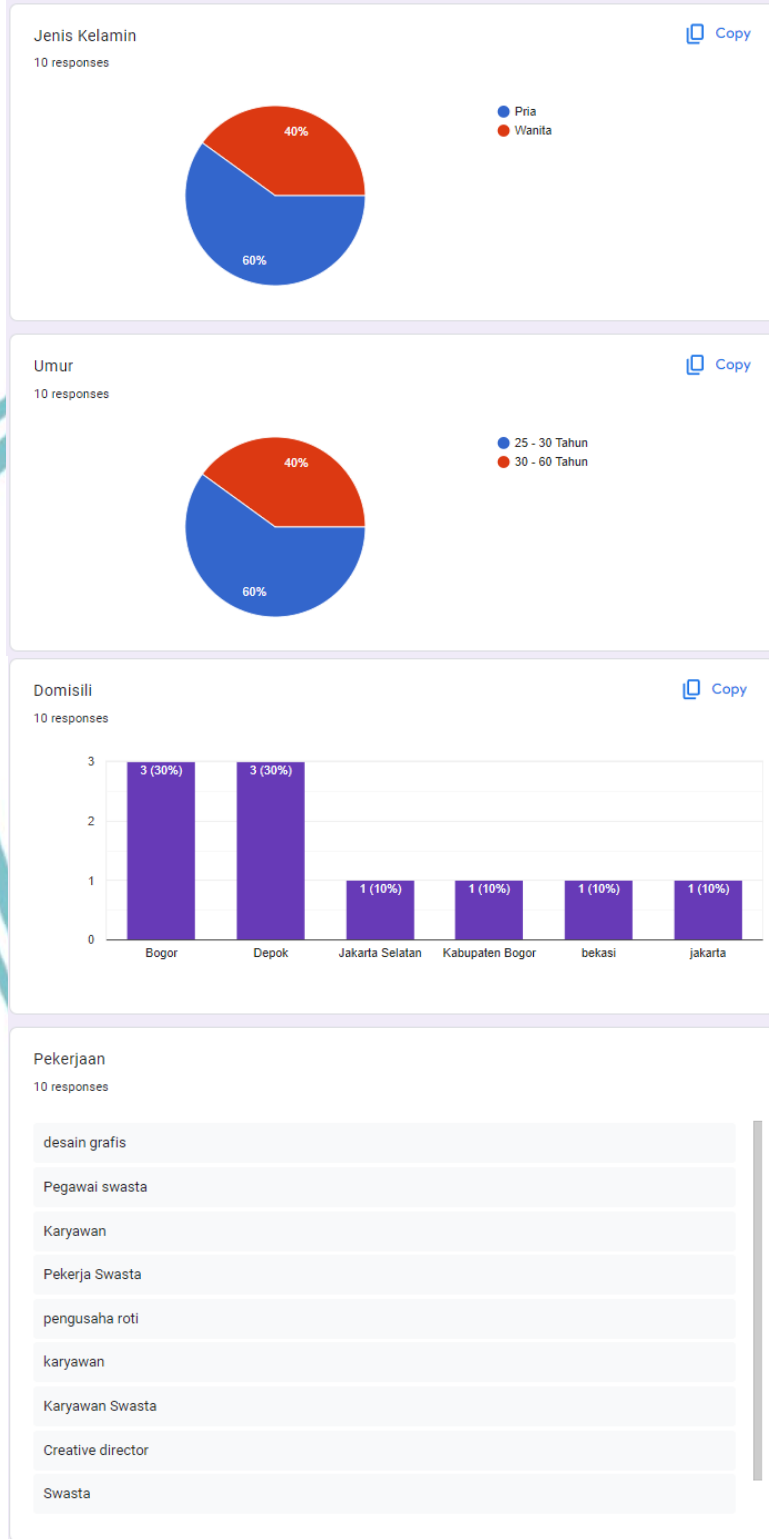 Jenis Kelamin
Copy
10 responses
Pria
Wanita
40%
60%
Umur
Copy
10 responses
25 - 30 Tahun
30 - 60 Tahun
40%
60%
Domisili
Copy
10 responses
3
2
1
0
3 (30%) 3 (30%) 1 (10%) 1 (10%) 1 (10%) 1 (10%)
Bogor Depok Jakarta Selatan Kabupaten Bogor bekasi jakarta
Pekerjaan
10 responses
desain grafis
Pegawai swasta
Karyawan
Pekerja Swasta
pengusaha roti
karyawan
Karyawan Swasta
Creative director
Swasta